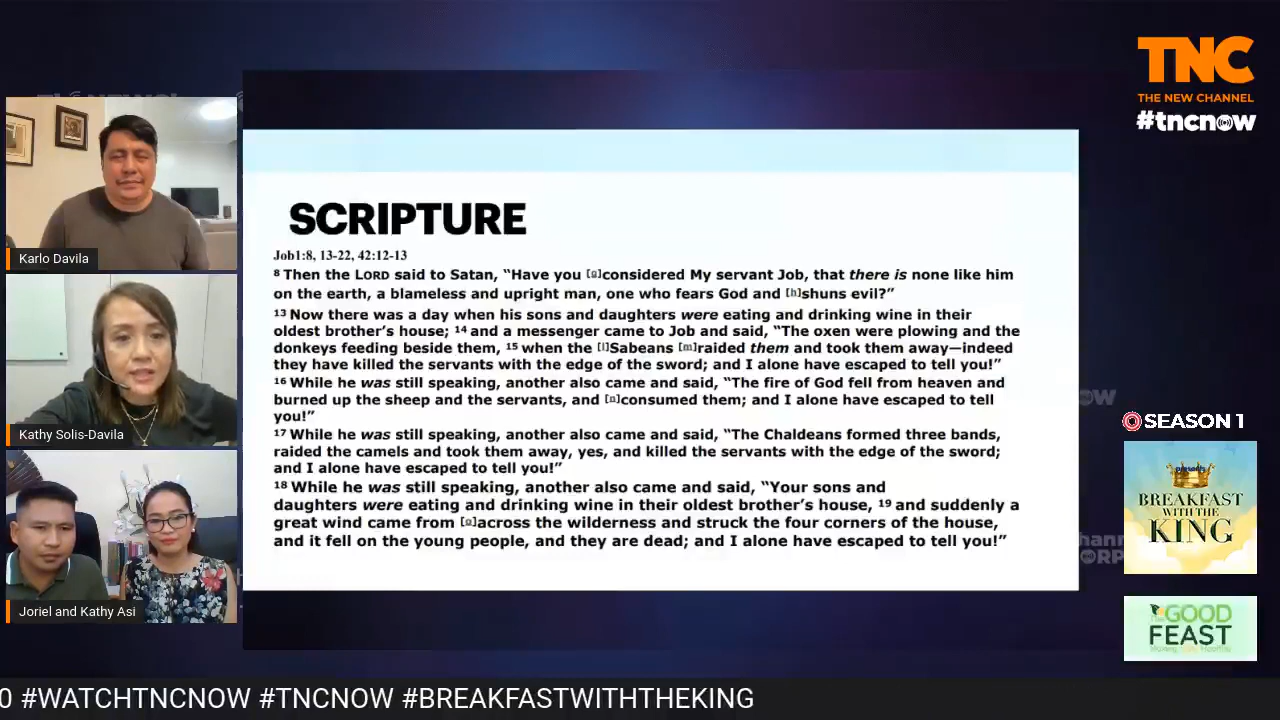 TNC
THE NEW CHANNEL
#tncnow
Karlo Davila
Kathy Solis-Davila
Joriel and Kathy Asi
SCRIPTURE
Job1:8, 13-22, 42:12-13
8 Then the LORD said to Satan, “Have you [g]considered My servant Job, that there is none like him
on the earth, a blameless and upright man, one who fears God and [h]shuns evil?”
13 Now there was a day when his sons and daughters were eating and drinking wine in their
oldest brother’s house; 14 and a messenger came to Job and said, “The oxen were plowing and the
donkeys feeding beside them, 15 when the [l]Sabeans [m]raided them and took them away—indeed
they have killed the servants with the edge of the sword; and I alone have escaped to tell you!”
16 While he was still speaking, another also came and said, “The fire of God fell from heaven and
burned up the sheep and the servants, and [n]consumed them; and I alone have escaped to tell
you!”
17 While he was still speaking, another also came and said, “The Chaldeans formed three bands,
raided the camels and took them away, yes, and killed the servants with the edge of the sword;
and I alone have escaped to tell you!”
18 While he was still speaking, another also came and said, “Your sons and
daughters were eating and drinking wine in their oldest brother’s house, 19 and suddenly a
great wind came from [o]across the wilderness and struck the four corners of the house,
and it fell on the young people, and they are dead; and I alone have escaped to tell you!”
SEASON 1
presents
BREAKFAST
WITH THE
KING
GOOD
FEAST
0 #WATCHTNCNOW #TNCNOW #BREAKFASTWITHTHEKING